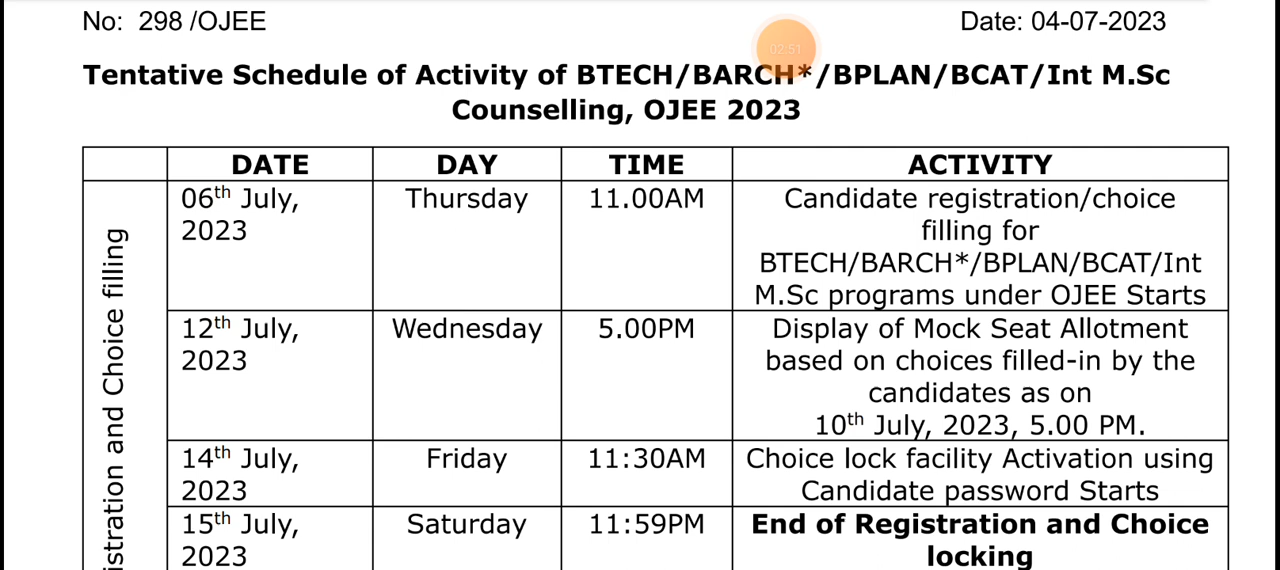 No: 298 /OJEE Date: 04-07-2023
02:51
Tentative Schedule of Activity of BTECH/BARCH*/BPLAN/BCAT/Int M.Sc
Counselling, OJEE 2023
DATE DAY TIME ACTIVITY
istration and Choice filling
06th July, Thursday 11.00AM Candidate registration/choice
2023 filling for
BTECH/BARCH*/BPLAN/BCAT/Int
M.Sc programs under OJEE Starts
12th July, Wednesday 5.00PM Display of Mock Seat Allotment
2023 based on choices filled-in by the
candidates as on
10th July, 2023, 5.00 PM.
14th July, Friday 11:30AM Choice lock facility Activation using
2023 Candidate password Starts
15th July, Saturday 11:59PM End of Registration and Choice
2023 locking